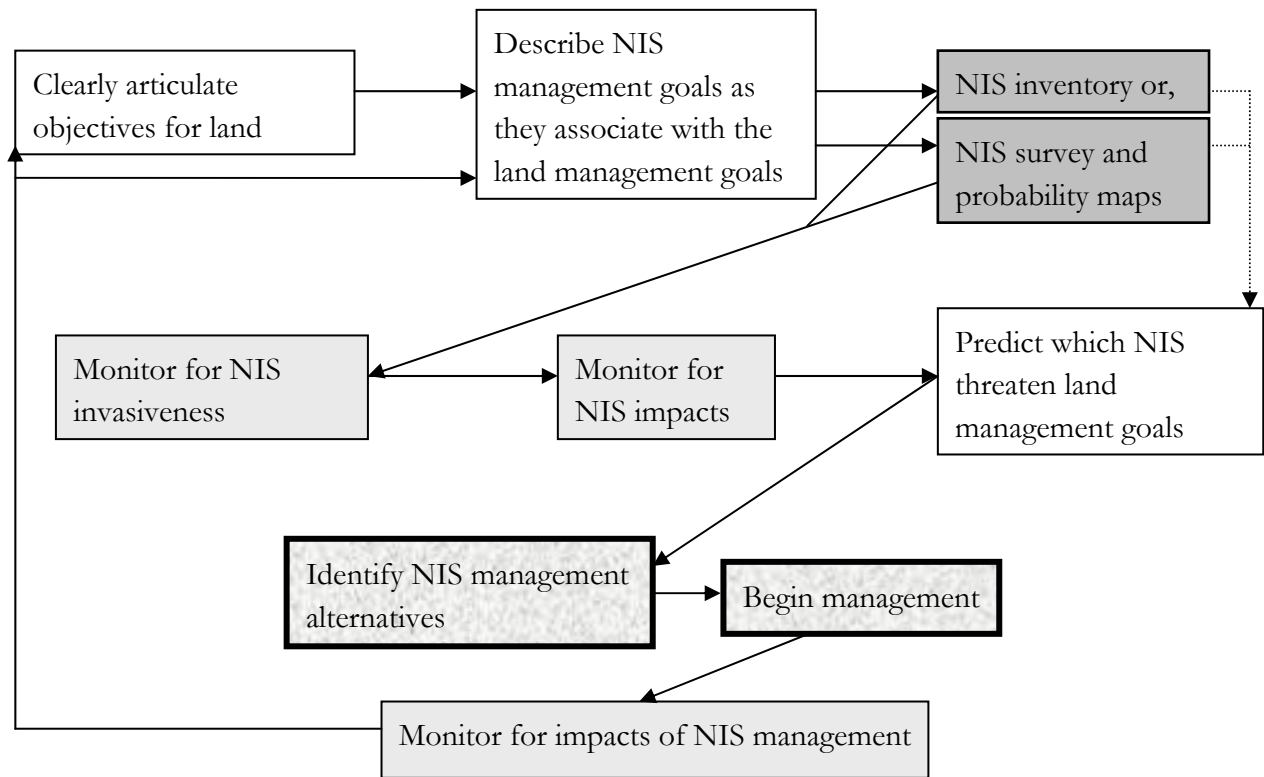 Clearly articulate
objectives for land
Describe NIS
management goals as
they associate with the
land management goals
NIS inventory or,
NIS survey and
probability maps
Monitor for NIS
invasiveness
Monitor for
NIS impacts
Predict which NIS
threaten land
management goals
Identify NIS management
alternatives
Begin management
Monitor for impacts of NIS management